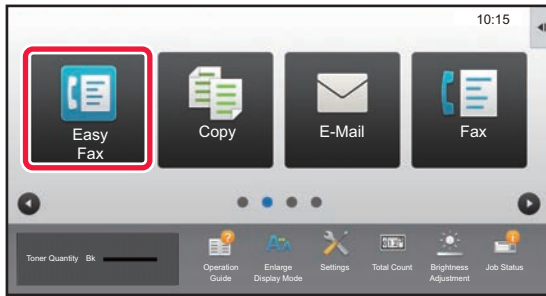 10:15
Easy
Fax
Copy
E-Mail
Fax
Toner Quantity Bk
Operation
Guide
Enlarge
Display Mode
Settings
Total Count
Brightness
Adjustment
Job Status